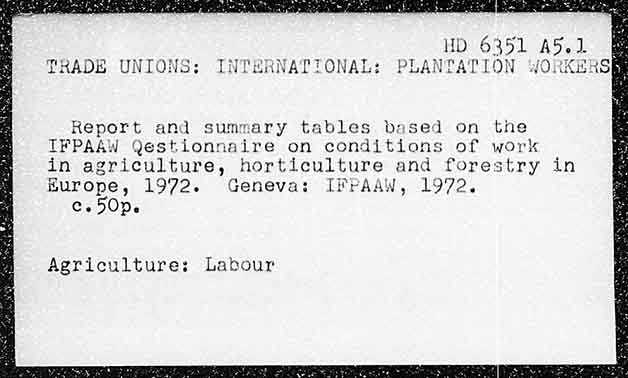 HD 6351 A5.1
TRADE UNIONS: INTERNATIONAL: PLANTATION WORKERS
Report and summary tables based on the
IFPAAW Qestionnaire on conditions of work
in agriculture, horticulture and forestry in
Europe, 1972. Geneva: IFPAAW, 1972.
c.50p.
Agriculture: Labour